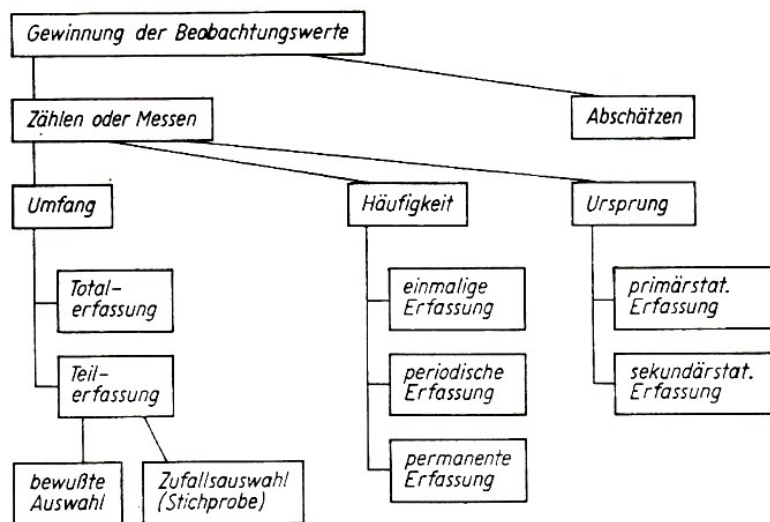 Gewinnung der Beobachtungswerte
Zählen oder Messen
Abschätzen
Umfang
Häufigkeit
Ursprung
Total-
erfassung
einmalige
Erfassung
primärstat.
Erfassung
Teil-
erfassung
periodische
Erfassung
sekundärstat.
Erfassung
bewußte
Auswahl
Zufallsauswahl
(Stichprobe)
permanente
Erfassung